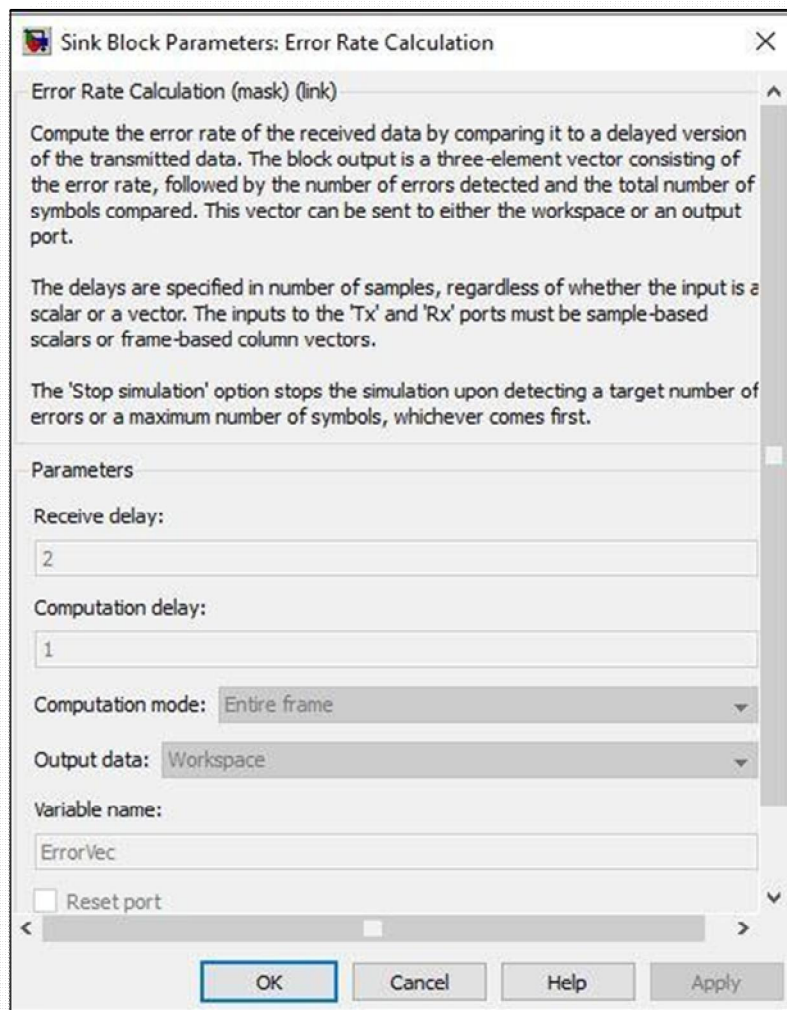 Sink Block Parameters: Error Rate Calculation
Error Rate Calculation (mask) (link)
Compute the error rate of the received data by comparing it to a delayed version
of the transmitted data. The block output is a three-element vector consisting of
the error rate, followed by the number of errors detected and the total number of
symbols compared. This vector can be sent to either the workspace or an output
port.
The delays are specified in number of samples, regardless of whether the input is a
scalar or a vector. The inputs to the 'Tx' and 'Rx' ports must be sample-based
scalars or frame-based column vectors.
The 'Stop simulation' option stops the simulation upon detecting a target number of
errors or a maximum number of symbols, whichever comes first.
Parameters
Receive delay:
2
Computation delay:
1
Computation mode: Entire frame
Output data: Workspace
Variable name:
ErrorVec
Reset port
OK Cancel Help Apply